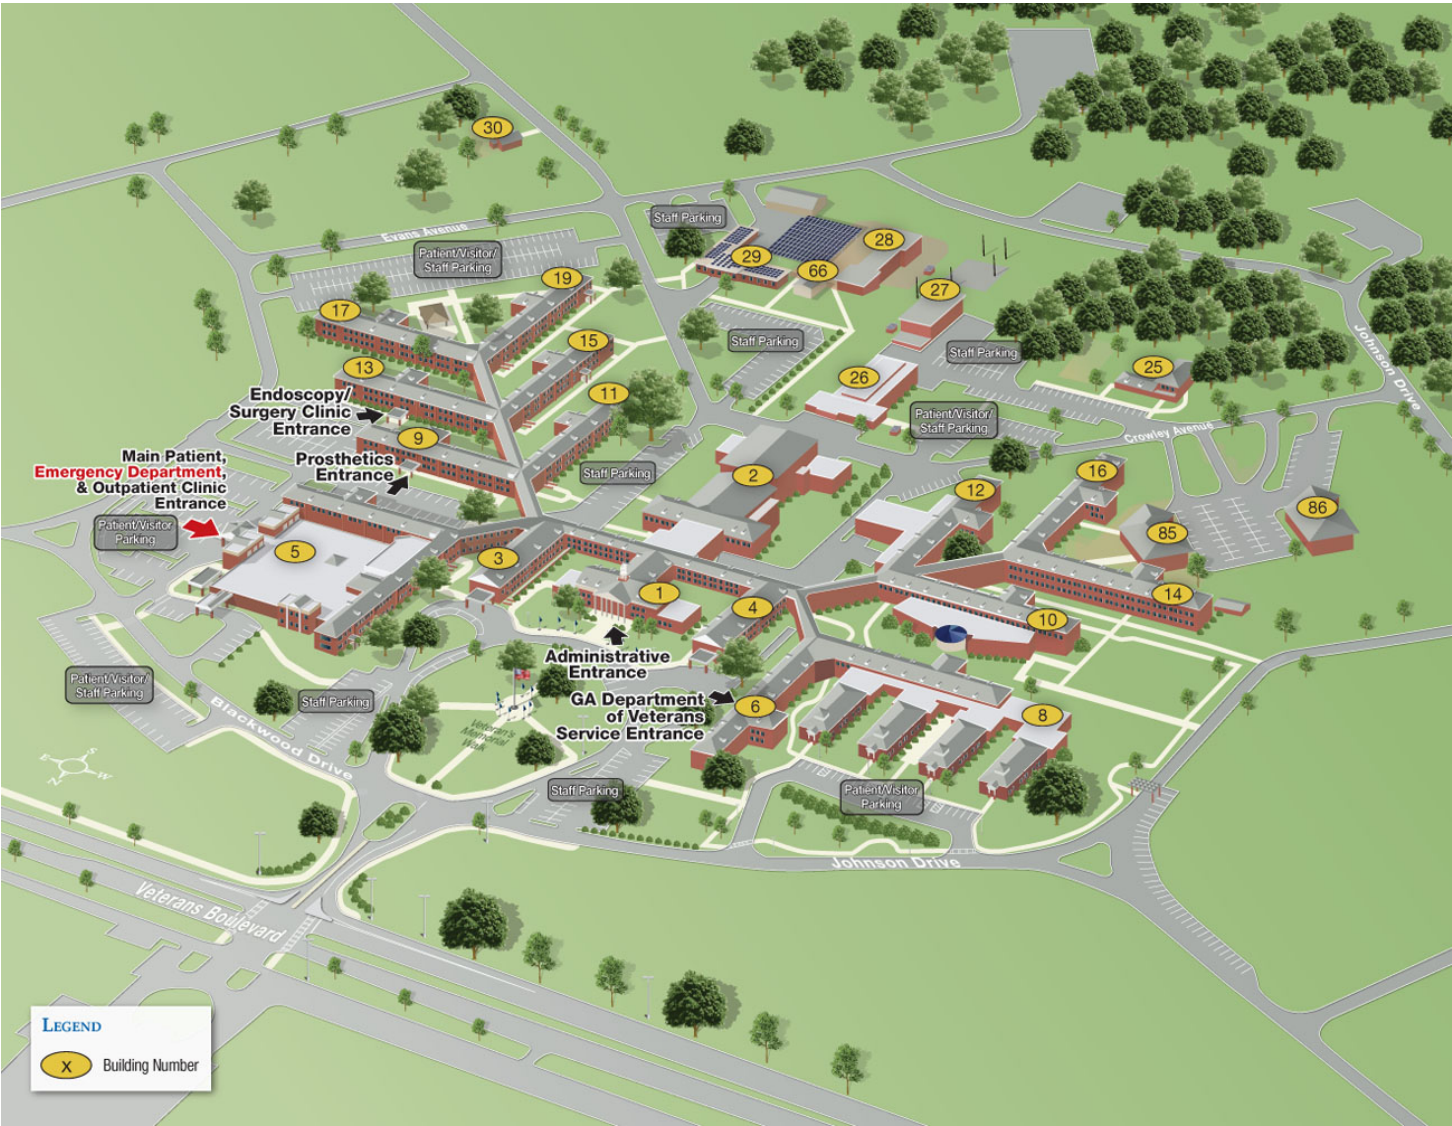 30
Staff Parking
Evans Avenue
Patient/Visitor/
Staff Parking
29
66
28
27
19
17
15
13
11
9
Endoscopy/
Surgery Clinic
Entrance
Prosthetics
Entrance
Main Patient,
Emergency Department,
& Outpatient Clinic
Entrance
Patient/Visitor
Parking
Staff Parking
Staff Parking
26
25
Johnson Drive
Patient/Visitor/
Staff Parking
Crowley Avenue
Staff Parking
2
12
16
86
85
5
3
1
4
14
10
Administrative
Entrance
GA Department
of Veterans
Service Entrance
6
8
Patient/Visitor/
Staff Parking
Staff Parking
Blackwood Drive
Veteran's
Memorial
Walk
Staff Parking
Patient/Visitor
Parking
Johnson Drive
S
W
N
E
Veterans Boulevard
LEGEND
X Building Number